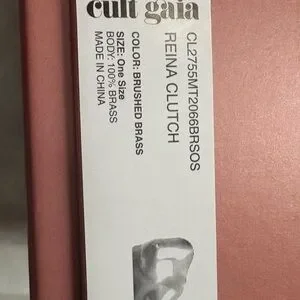 cult gaia
CL2755MT2066BRSOS
REINA CLUTCH
COLOR: BRUSHED BRASS
SIZE: One Size
BODY: 100% BRASS
MADE IN CHINA